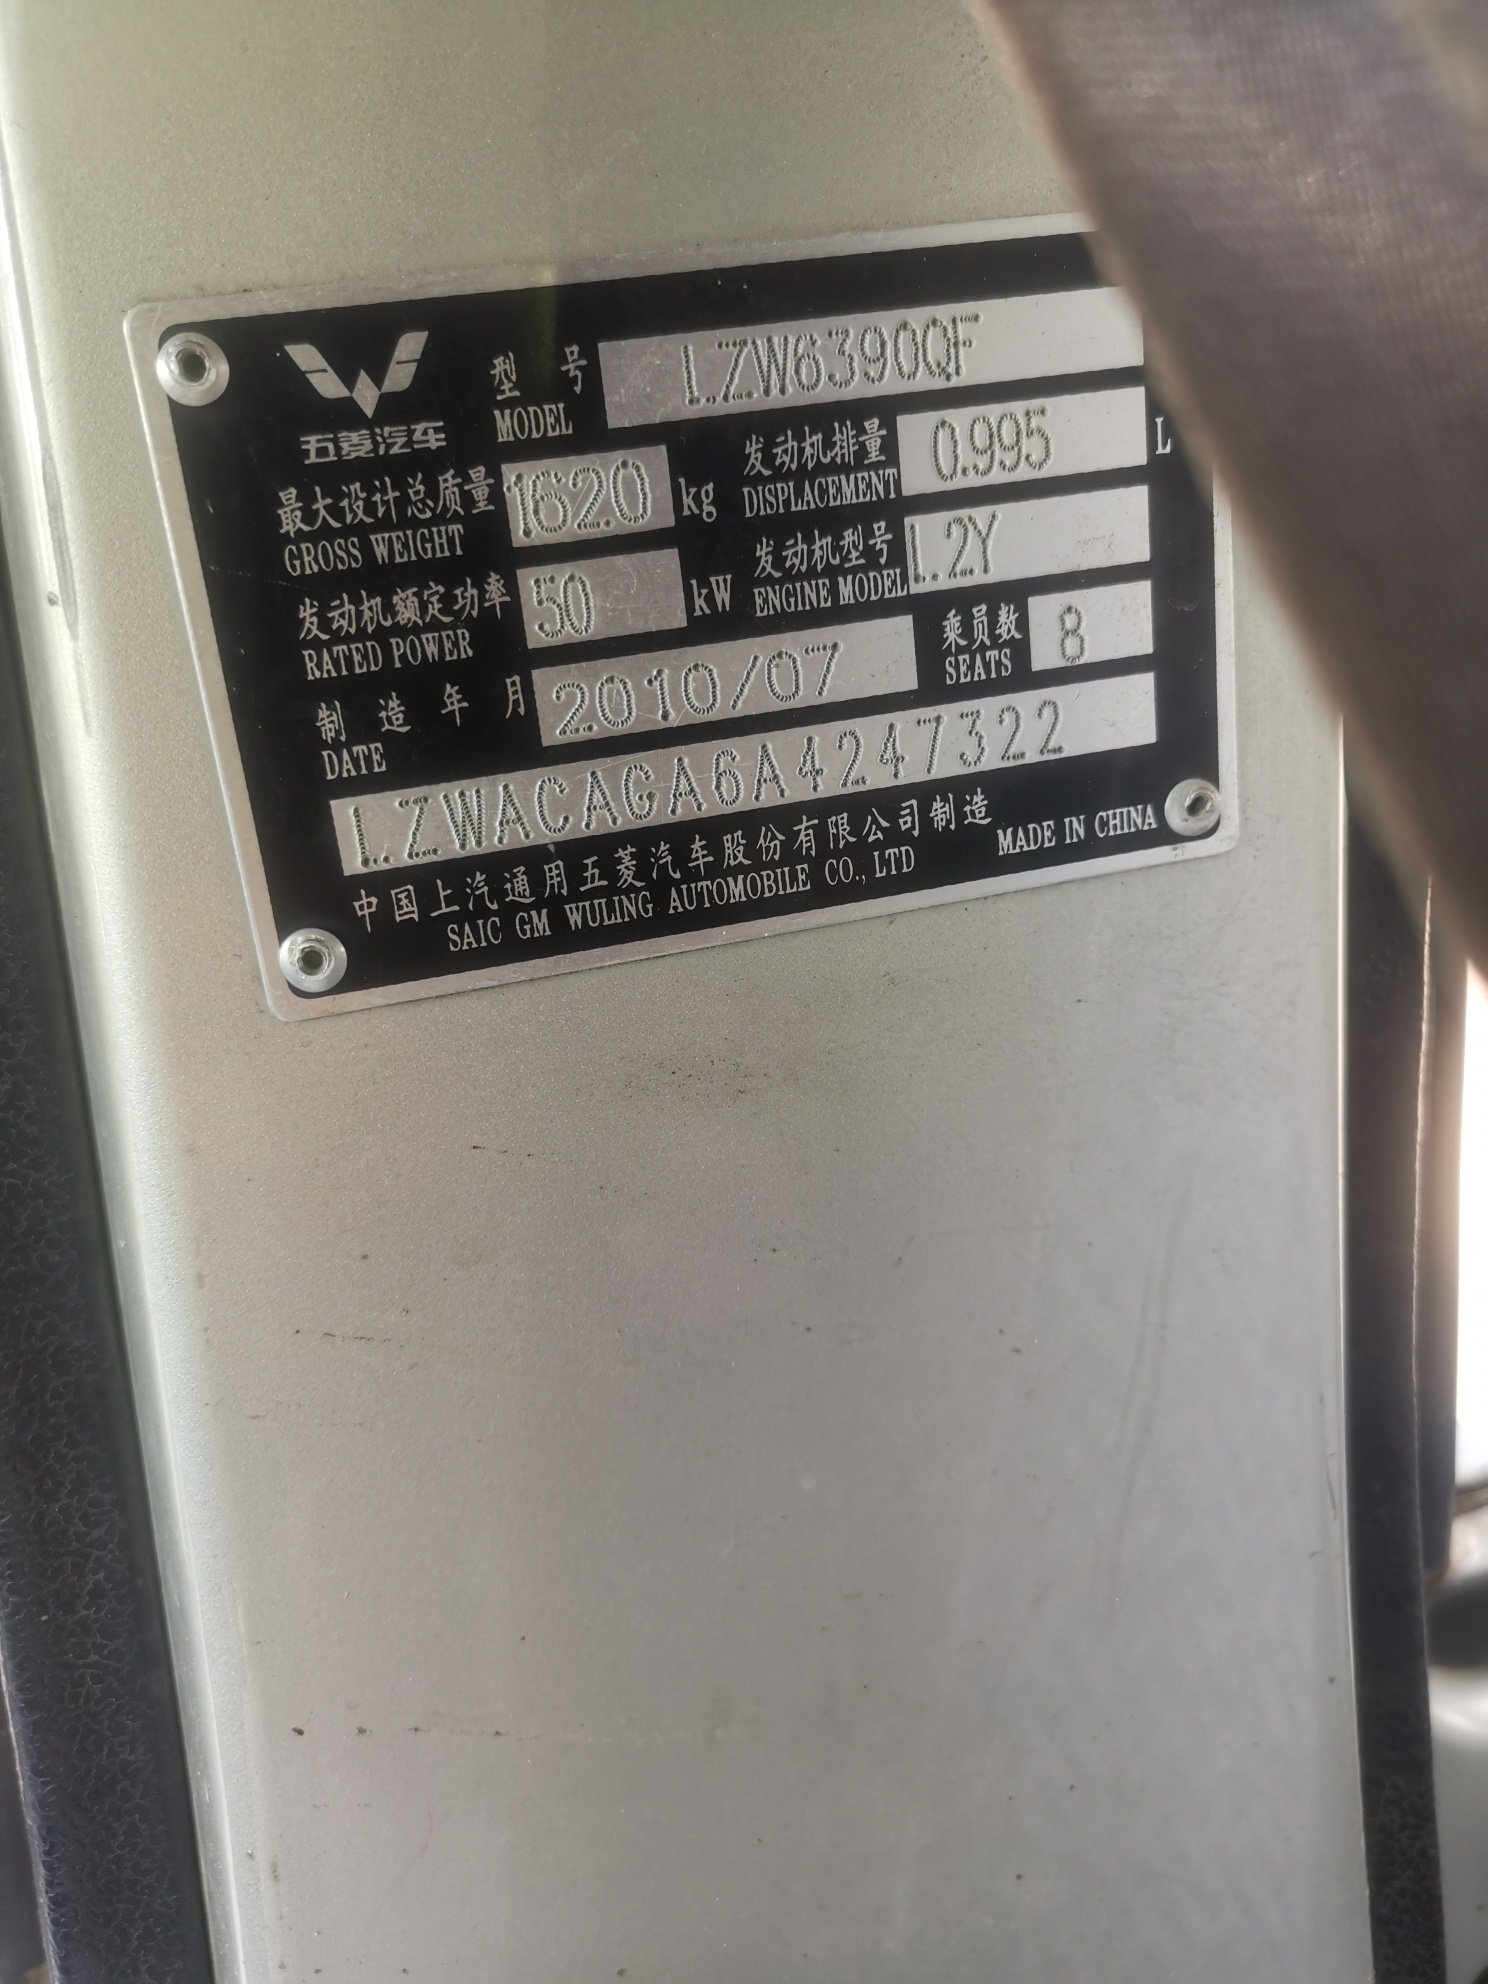 五菱汽车
型号 LZW6390QF
MODEL
最大设计总质量 1620 kg 发动机排量 0.995 L
GROSS WEIGHT DISPLACEMENT
发动机额定功率 50 kW 发动机型号 L2Y
RATED POWER ENGINE MODEL
制造年月 2010/07 乘员数 8
DATE SEATS
LZWACAGA6A4247322
中国上汽通用五菱汽车股份有限公司制造
SAIC GM WULING AUTOMOBILE CO., LTD MADE IN CHINA